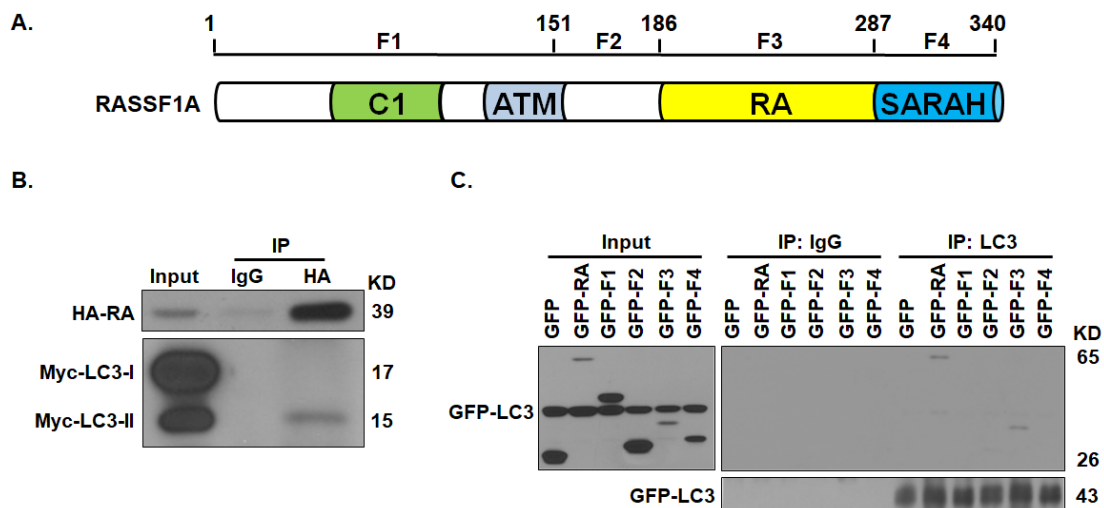 A.
1 151 186 287 340
F1 F2 F3 F4
RASSF1A C1 ATM RA SARAH
B.
IP
Input IgG HA KD
HA-RA 39
Myc-LC3-I 17
Myc-LC3-II 15
C.
Input IP: IgG IP: LC3
GFP GFP-RA GFP-F1 GFP-F2 GFP-F3 GFP-F4 GFP GFP-RA GFP-F1 GFP-F2 GFP-F3 GFP-F4 GFP GFP-RA GFP-F1 GFP-F2 GFP-F3 GFP-F4 KD
65
GFP-LC3
26
GFP-LC3 43